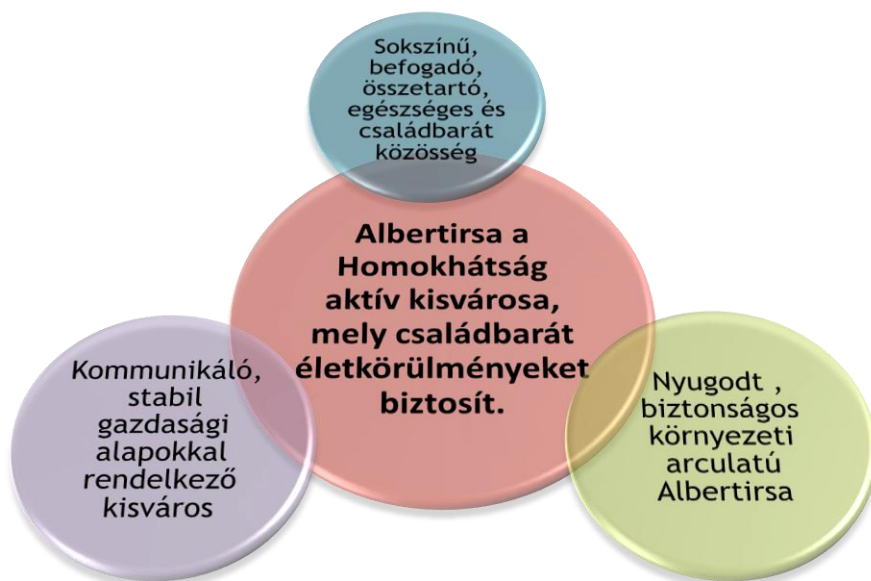 Sokszínű,
befogadó,
összetartó,
egészséges és
családbarát
közösség
Albertirsa a
Homokhátság
aktív kisvárosa,
mely családbarát
életkörülményeket
biztosít.
Kommunikáló,
stabil
gazdasági
alapokkal
rendelkező
kisváros
Nyugodt ,
biztonságos
környezeti
arculatú
Albertirsa